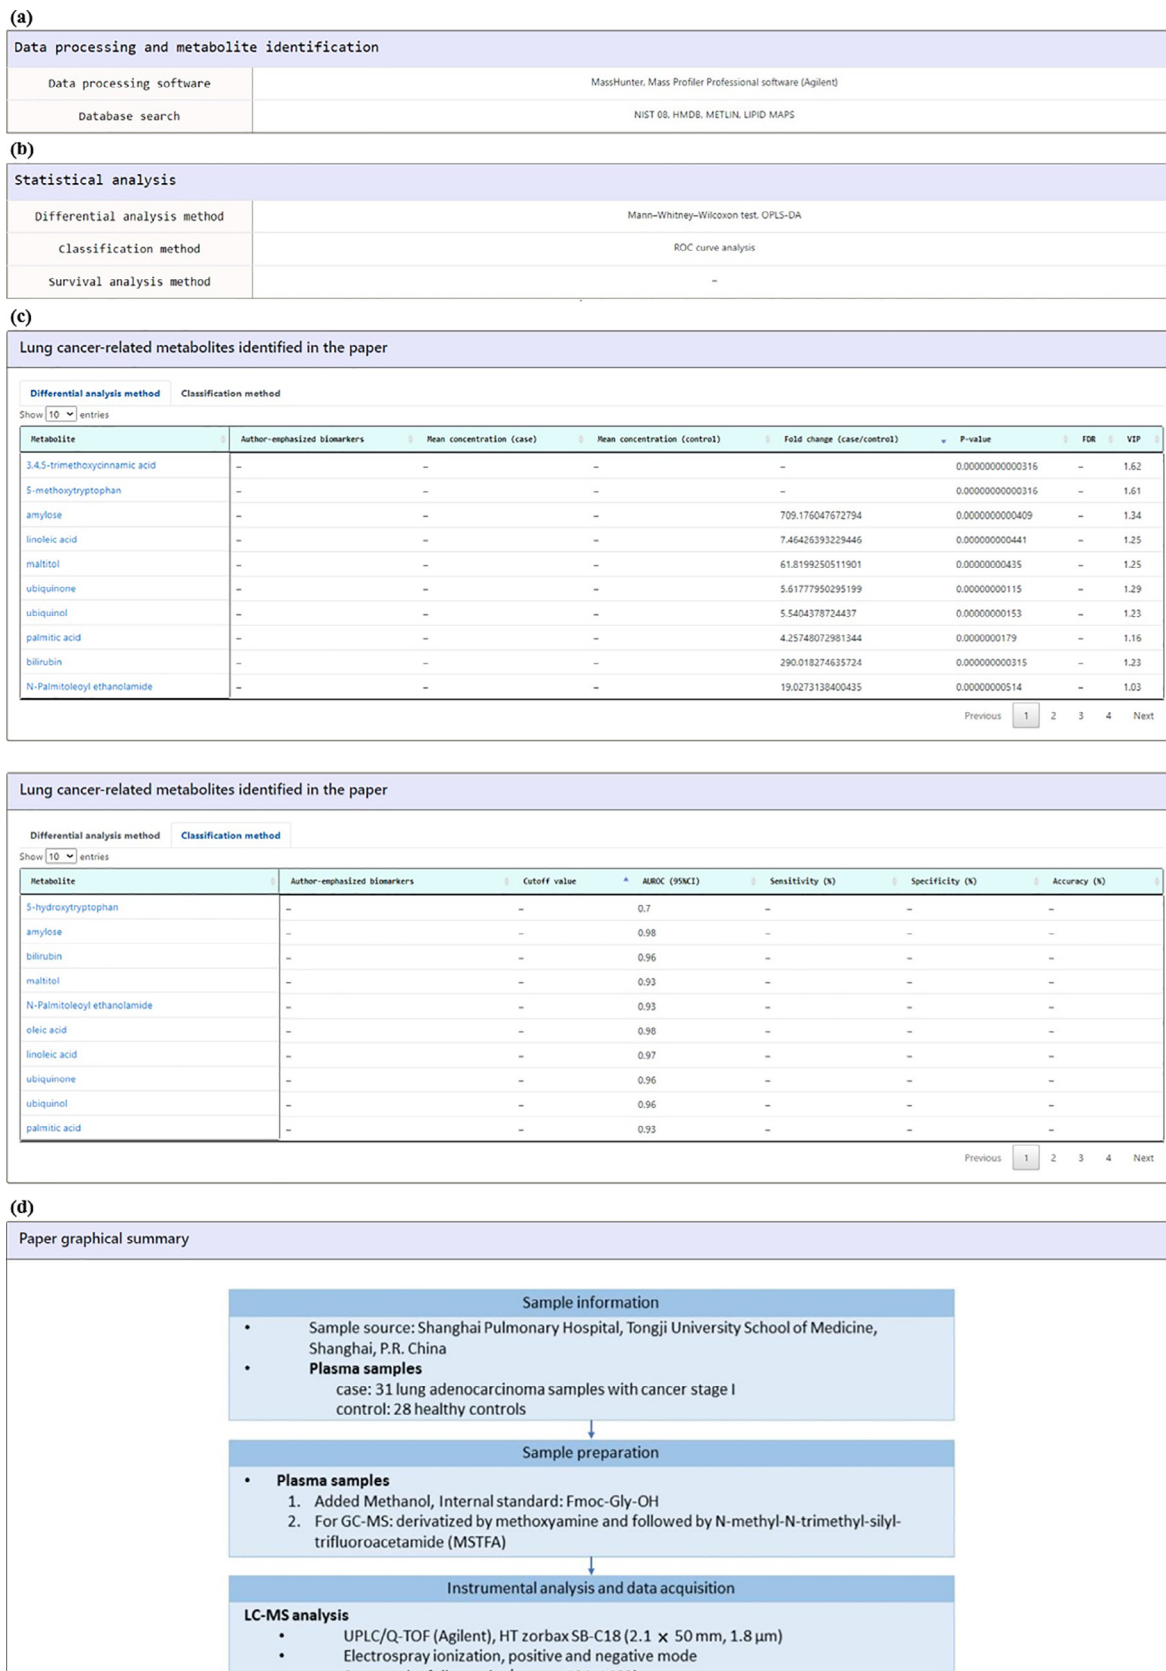 (a)
Data processing and metabolite identification
Data processing software MassHunter, Mass Profiler Professional software (Agilent)
Database search NIST 08, HMDB, METLIN, LIPID MAPS
(b)
Statistical analysis
Differential analysis method Mann–Whitney–Wilcoxon test, OPLS-DA
Classification method ROC curve analysis
Survival analysis method –
(c)
Lung cancer-related metabolites identified in the paper
Differential analysis method Classification method
Show 10 entries
Metabolite Author-emphasized biomarkers Mean concentration (case) Mean concentration (control) Fold change (case/control) P-value FDR VIP
3,4,5-trimethoxycinnamic acid – – – – 0.00000000000316 – 1.62
5-methoxytryptophan – – – – 0.00000000000316 – 1.61
amylose – – – 709.176047672794 0.0000000000409 – 1.34
linoleic acid – – – 7.46426393229446 0.000000000441 – 1.25
maltitol – – – 61.8199250511901 0.00000000435 – 1.25
ubiquinone – – – 5.61777950295199 0.00000000115 – 1.29
ubiquinol – – – 5.5404378724437 0.00000000153 – 1.23
palmitic acid – – – 4.25748072981344 0.0000000179 – 1.16
bilirubin – – – 290.018274635724 0.000000000315 – 1.23
N-Palmitoleoyl ethanolamide – – – 19.0273138400435 0.00000000514 – 1.03
Previous 1 2 3 4 Next
Lung cancer-related metabolites identified in the paper
Differential analysis method Classification method
Show 10 entries
Metabolite Author-emphasized biomarkers Cutoff value AUROC (95%CI) Sensitivity (%) Specificity (%) Accuracy (%)
5-hydroxytryptophan – – 0.7 – – –
amylose – – 0.98 – – –
bilirubin – – 0.96 – – –
maltitol – – 0.93 – – –
N-Palmitoleoyl ethanolamide – – 0.93 – – –
oleic acid – – 0.98 – – –
linoleic acid – – 0.97 – – –
ubiquinone – – 0.96 – – –
ubiquinol – – 0.96 – – –
palmitic acid – – 0.93 – – –
Previous 1 2 3 4 Next
(d)
Paper graphical summary
Sample information
• Sample source: Shanghai Pulmonary Hospital, Tongji University School of Medicine,
Shanghai, P.R. China
• Plasma samples
case: 31 lung adenocarcinoma samples with cancer stage I
control: 28 healthy controls
Sample preparation
• Plasma samples
1. Added Methanol, Internal standard: Fmoc-Gly-OH
2. For GC-MS: derivatized by methoxyamine and followed by N-methyl-N-trimethyl-silyl-
trifluoroacetamide (MSTFA)
Instrumental analysis and data acquisition
LC-MS analysis
• UPLC/Q-TOF (Agilent), HT zorbax SB-C18 (2.1 × 50 mm, 1.8 μm)
• Electrospray ionization, positive and negative mode